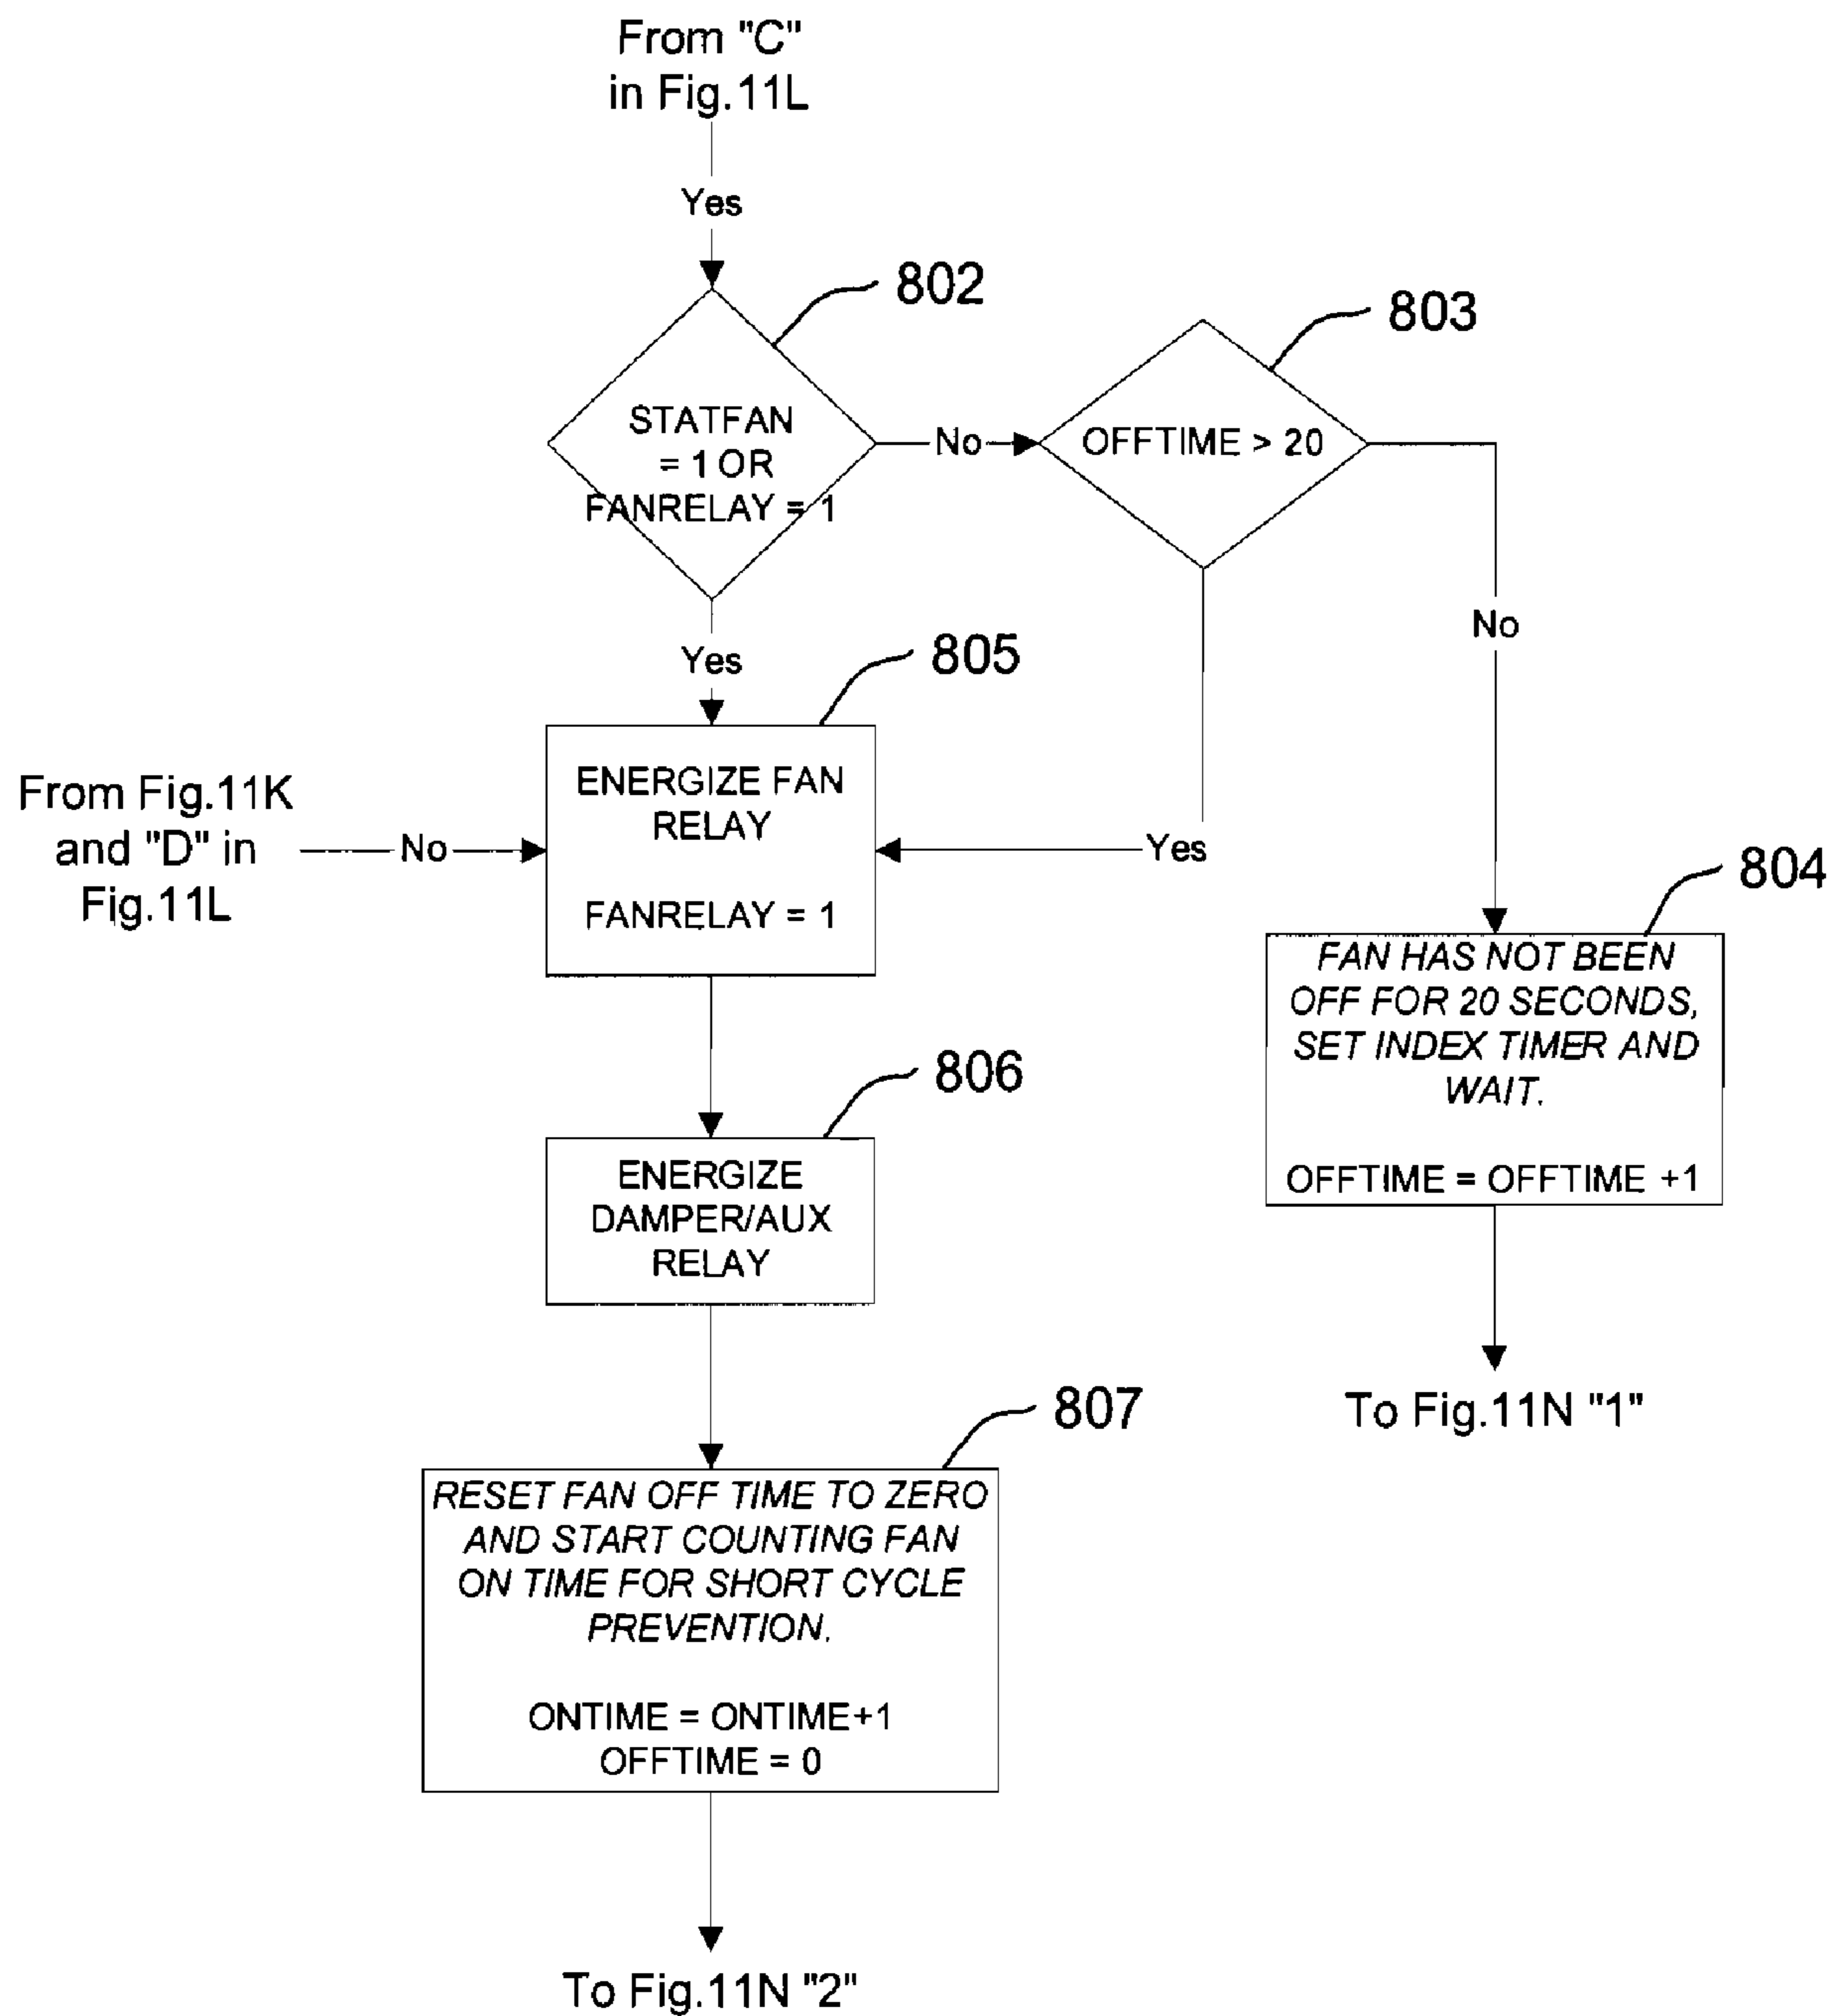 From "C"
in Fig.11L
Yes
802
803
STATFAN
= 1 OR
FANRELAY = 1
No
OFFTIME > 20
No
Yes
805
From Fig.11K
and "D" in
Fig.11L
No
ENERGIZE FAN
RELAY
FANRELAY = 1
Yes
804
FAN HAS NOT BEEN
OFF FOR 20 SECONDS,
SET INDEX TIMER AND
WAIT.
OFFTIME = OFFTIME +1
806
ENERGIZE
DAMPER/AUX
RELAY
To Fig.11N "1"
807
RESET FAN OFF TIME TO ZERO
AND START COUNTING FAN
ON TIME FOR SHORT CYCLE
PREVENTION.
ONTIME = ONTIME+1
OFFTIME = 0
To Fig.11N "2"